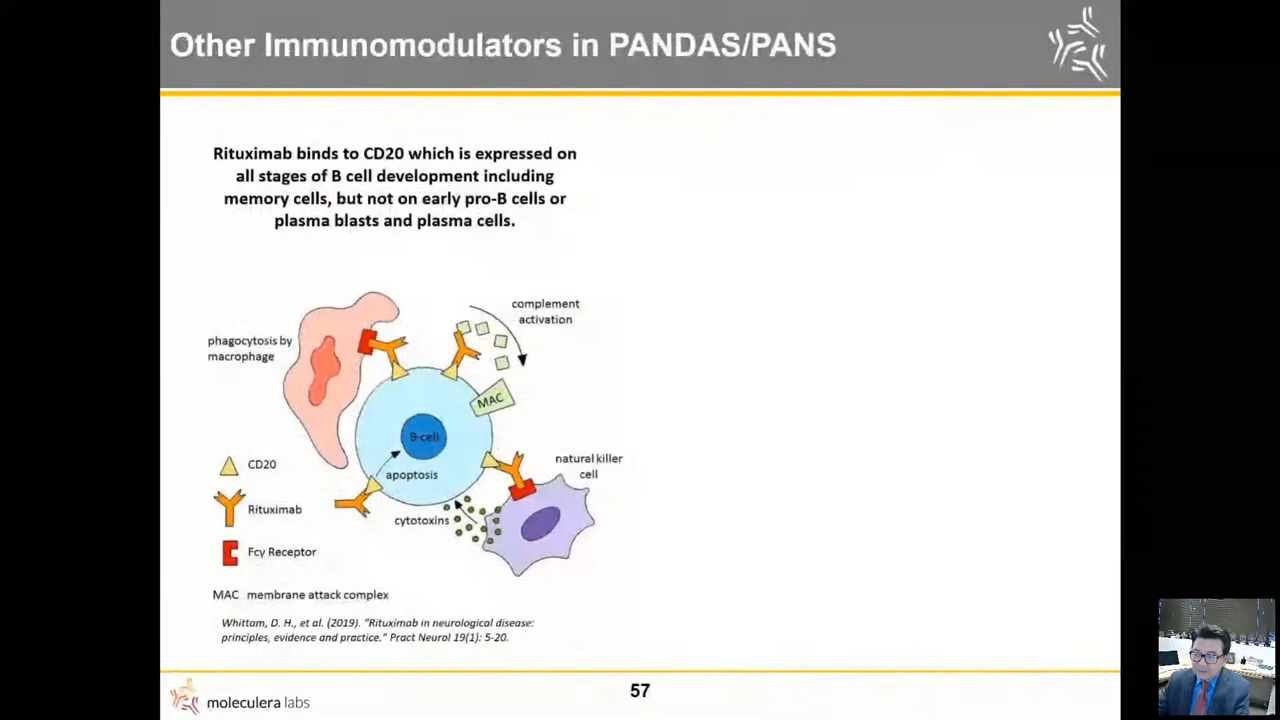 Other Immunomodulators in PANDAS/PANS
Rituximab binds to CD20 which is expressed on
all stages of B cell development including
memory cells, but not on early pro-B cells or
plasma blasts and plasma cells.
complement
activation
phagocytosis by
macrophage
MAC
B-cell
natural killer
cell
CD20
apoptosis
Rituximab
cytotoxins
Fcγ Receptor
MAC membrane attack complex
Whittam, D. H., et al. (2019). "Rituximab in neurological disease:
principles, evidence and practice." Pract Neurol 19(1): 5-20.
moleculera labs
57